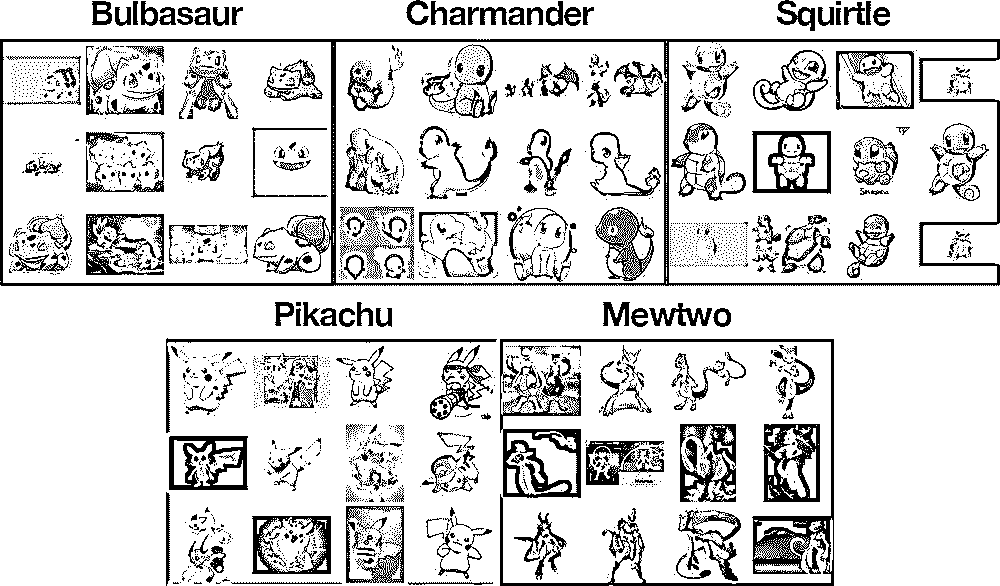 Bulbasaur
Charmander
Squirtle
Pikachu
Mewtwo